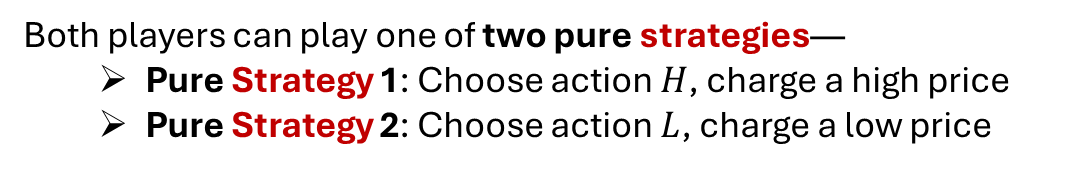 Both players can play one of two pure strategies—
➢ Pure Strategy 1: Choose action H, charge a high price
➢ Pure Strategy 2: Choose action L, charge a low price